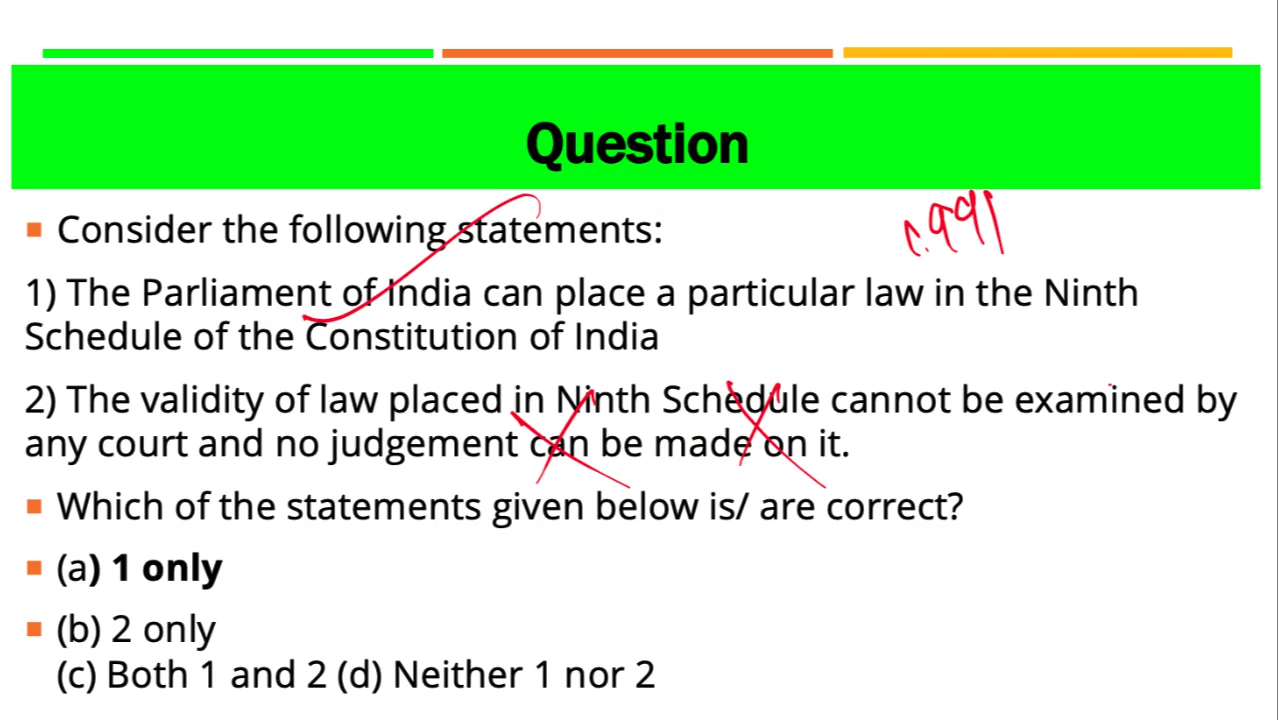 Question
Consider the following statements:
1) The Parliament of India can place a particular law in the Ninth
Schedule of the Constitution of India
2) The validity of law placed in Ninth Schedule cannot be examined by
any court and no judgement can be made on it.
Which of the statements given below is/ are correct?
(a) 1 only
(b) 2 only
(c) Both 1 and 2 (d) Neither 1 nor 2